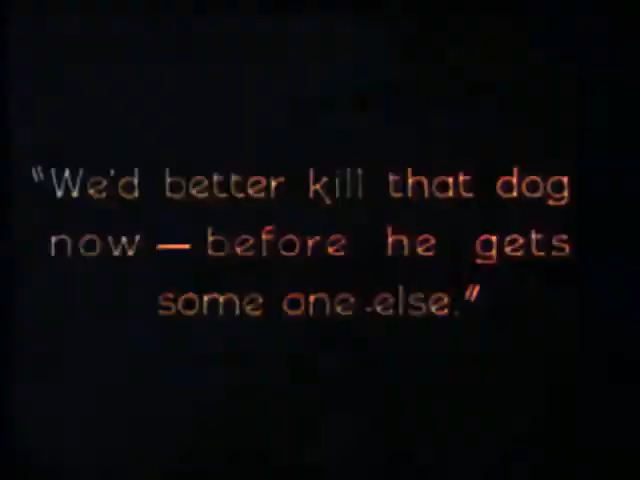 "We'd better kill that dog
now — before he gets
some one else."